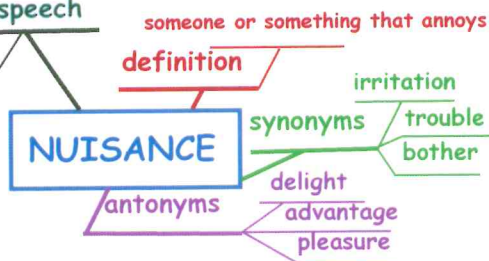 speech
someone or something that annoys
definition
NUISANCE
synonyms
irritation
trouble
bother
antonyms
delight
advantage
pleasure